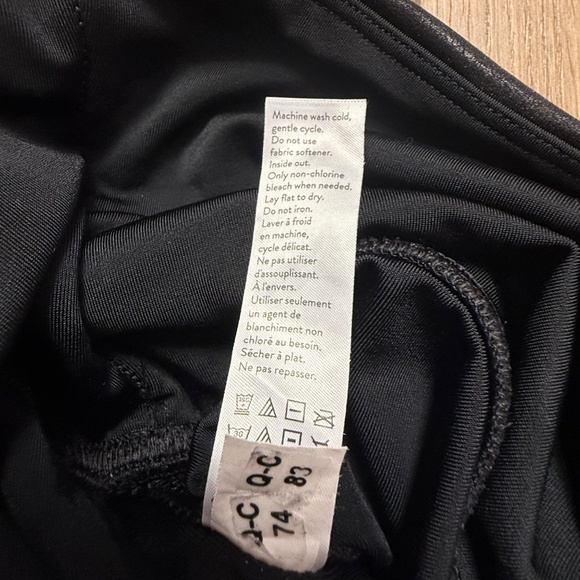 Machine wash cold,
gentle cycle.
Do not use
fabric softener.
Inside out.
Only non-chlorine
bleach when needed.
Lay flat to dry.
Do not iron.
Laver à froid
en machine,
cycle délicat.
Ne pas utiliser
d'assouplissant.
À l'envers.
Utiliser seulement
un agent de
blanchiment non
chloré au besoin.
Sécher à plat.
Ne pas repasser.
30
Q-C
83
Q-C
74